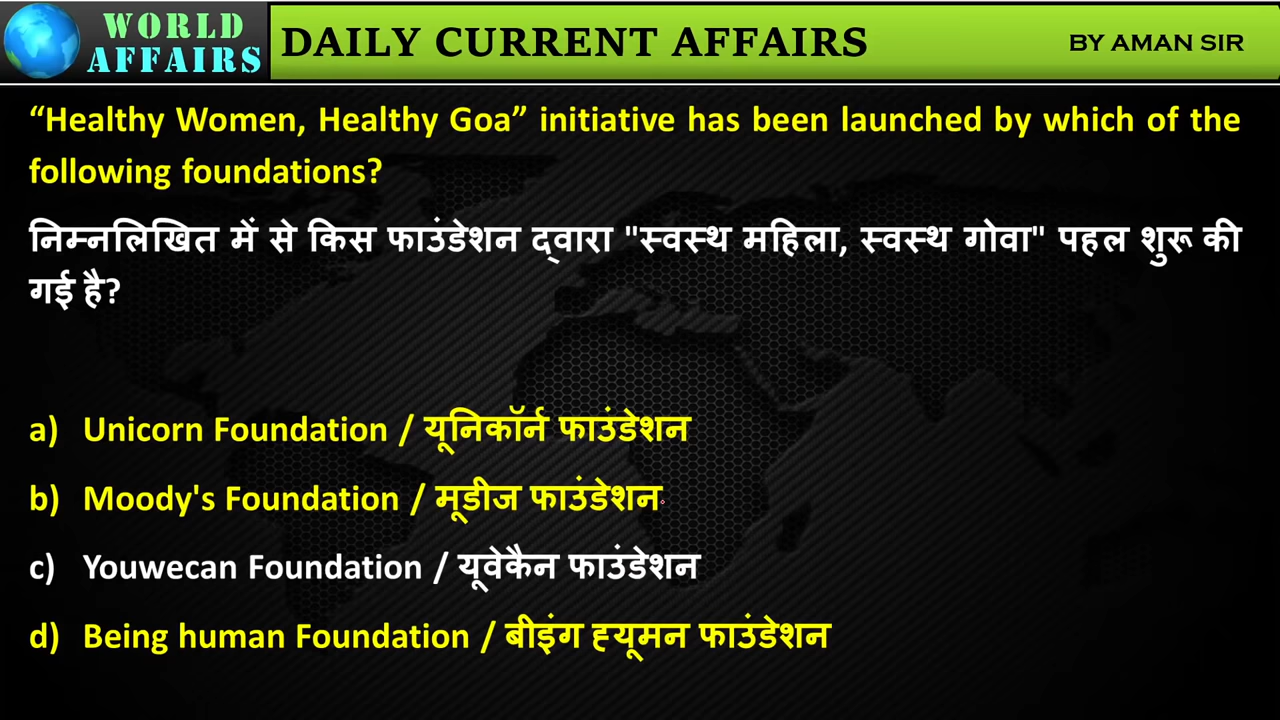 WORLD
AFFAIRS
DAILY CURRENT AFFAIRS
BY AMAN SIR
“Healthy Women, Healthy Goa” initiative has been launched by which of the
following foundations?
निम्नलिखित में से किस फाउंडेशन द्वारा "स्वस्थ महिला, स्वस्थ गोवा" पहल शुरू की
गई है?
a) Unicorn Foundation / यूनिकॉर्न फाउंडेशन
b) Moody's Foundation / मूडीज फाउंडेशन
c) Youwecan Foundation / यूवेकैन फाउंडेशन
d) Being human Foundation / बीइंग ह्यूमन फाउंडेशन